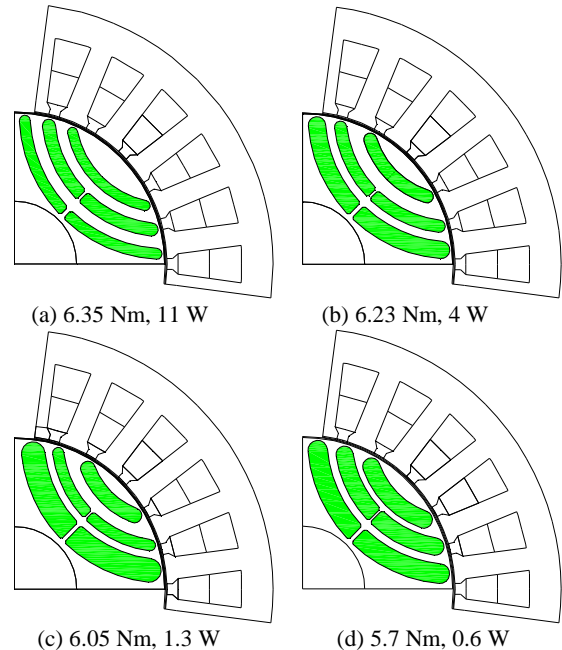 (a) 6.35 Nm, 11 W
(b) 6.23 Nm, 4 W
(c) 6.05 Nm, 1.3 W
(d) 5.7 Nm, 0.6 W